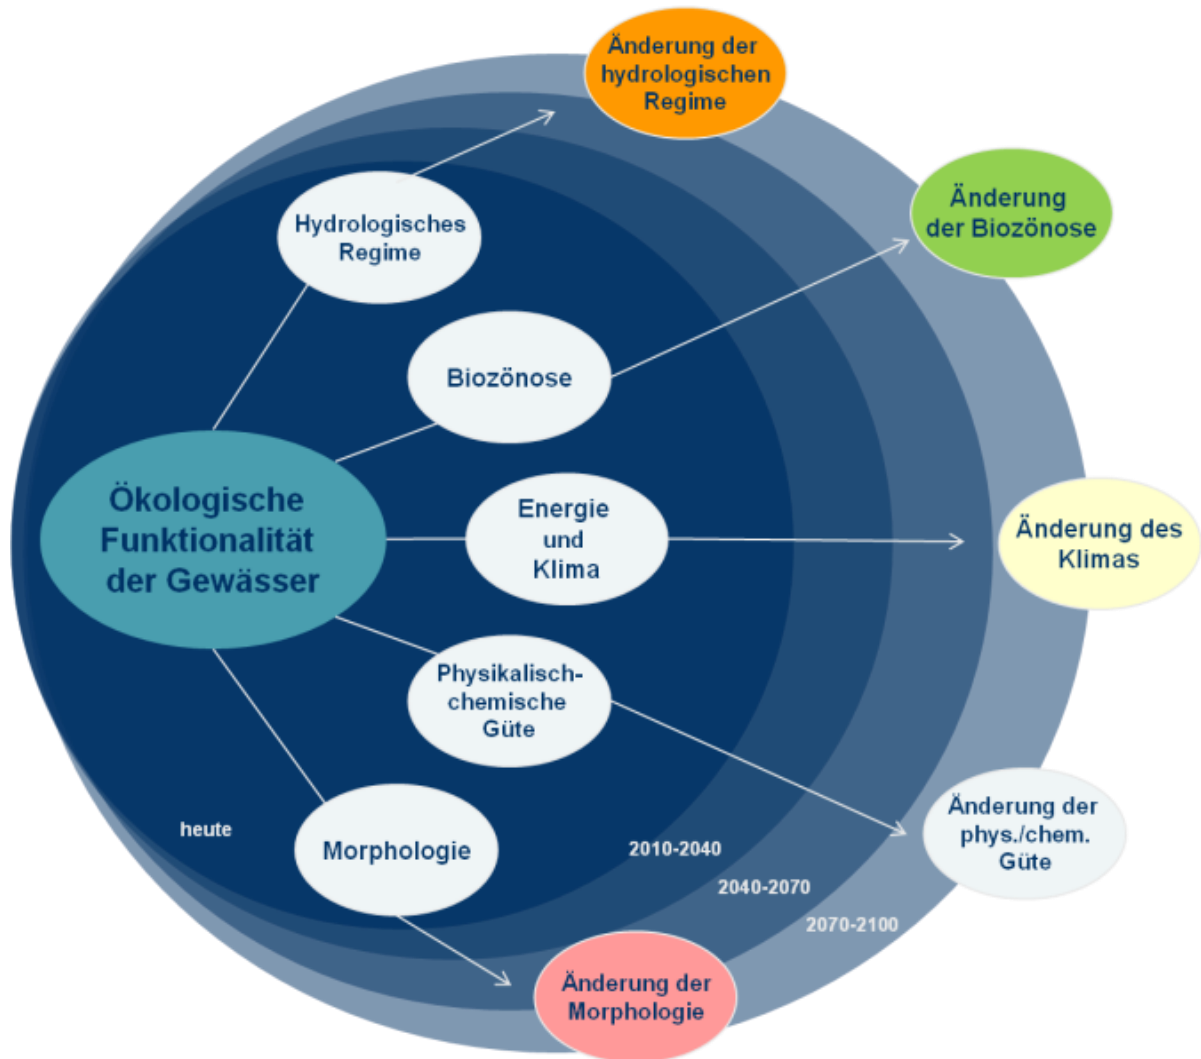 Änderung der
hydrologischen
Regime
Änderung
der Biozönose
Hydrologisches
Regime
Biozönose
Ökologische
Funktionalität
der Gewässer
Energie
und
Klima
Änderung des
Klimas
Physikalisch-
chemische
Güte
Änderung der
phys./chem.
Güte
heute
Morphologie
2010-2040
2040-2070
2070-2100
Änderung der
Morphologie